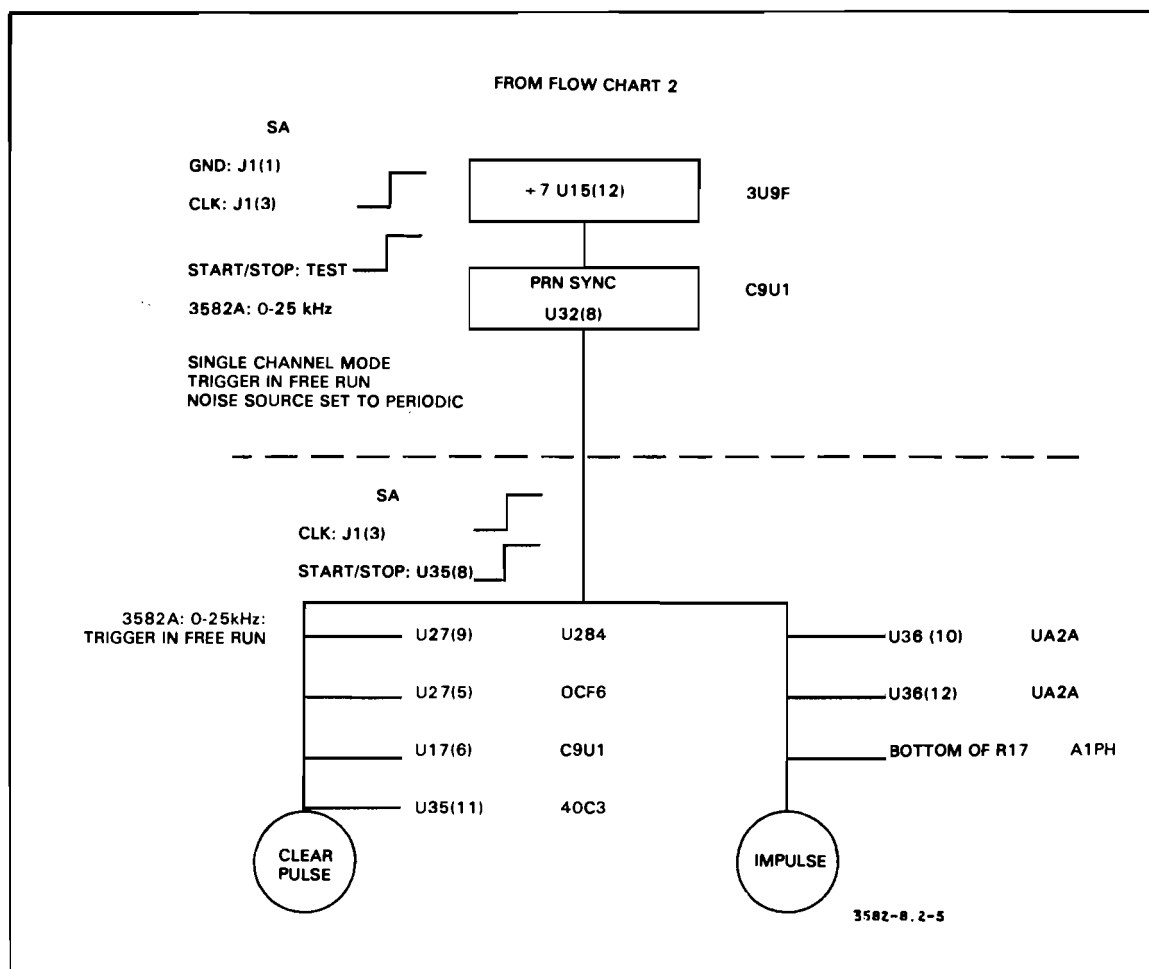 FROM FLOW CHART 2
SA
GND: J1(1)
CLK: J1(3)
START/STOP: TEST
3582A: 0-25 kHz
SINGLE CHANNEL MODE
TRIGGER IN FREE RUN
NOISE SOURCE SET TO PERIODIC
÷7 U15(12) 3U9F
PRN SYNC
U32(8)
C9U1
SA
CLK: J1(3)
START/STOP: U35(8)
3582A: 0-25kHz:
TRIGGER IN FREE RUN
U27(9) U284
U27(5) 0CF6
U17(6) C9U1
U35(11) 40C3
CLEAR
PULSE
U36 (10) UA2A
U36(12) UA2A
BOTTOM OF R17 A1PH
IMPULSE
3582-8.2-5